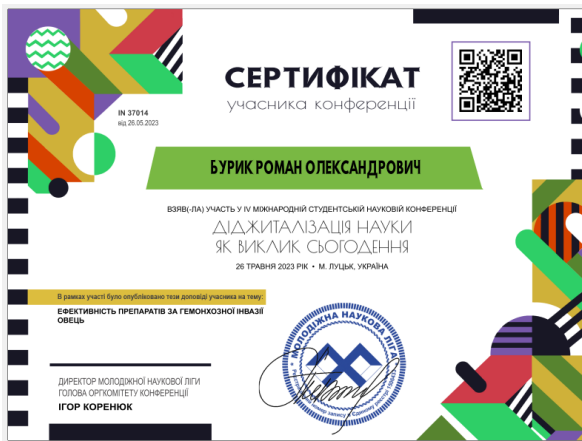 СЕРТИФІКАТ
учасника конференції
IN 37014
від 26.05.2023
БУРИК РОМАН ОЛЕКСАНДРОВИЧ
ВЗЯВ(-ЛА) УЧАСТЬ У IV МІЖНАРОДНІЙ СТУДЕНТСЬКІЙ НАУКОВІЙ КОНФЕРЕНЦІЇ
ДІДЖИТАЛІЗАЦІЯ НАУКИ
ЯК ВИКЛИК СЬОГОДЕННЯ
26 ТРАВНЯ 2023 РІК • М. ЛУЦЬК, УКРАЇНА
В рамках участі було опубліковано тези доповіді учасника на тему:
ЕФЕКТИВНІСТЬ ПРЕПАРАТІВ ЗА ГЕМОНХОЗНОЇ ІНВАЗІЇ
ОВЕЦЬ
МОЛОДІЖНА НАУКОВА ЛІГА
ДИРЕКТОР МОЛОДІЖНОЇ НАУКОВОЇ ЛІГИ
ГОЛОВА ОРГКОМІТЕТУ КОНФЕРЕНЦІЇ
ІГОР КОРЕНЮК